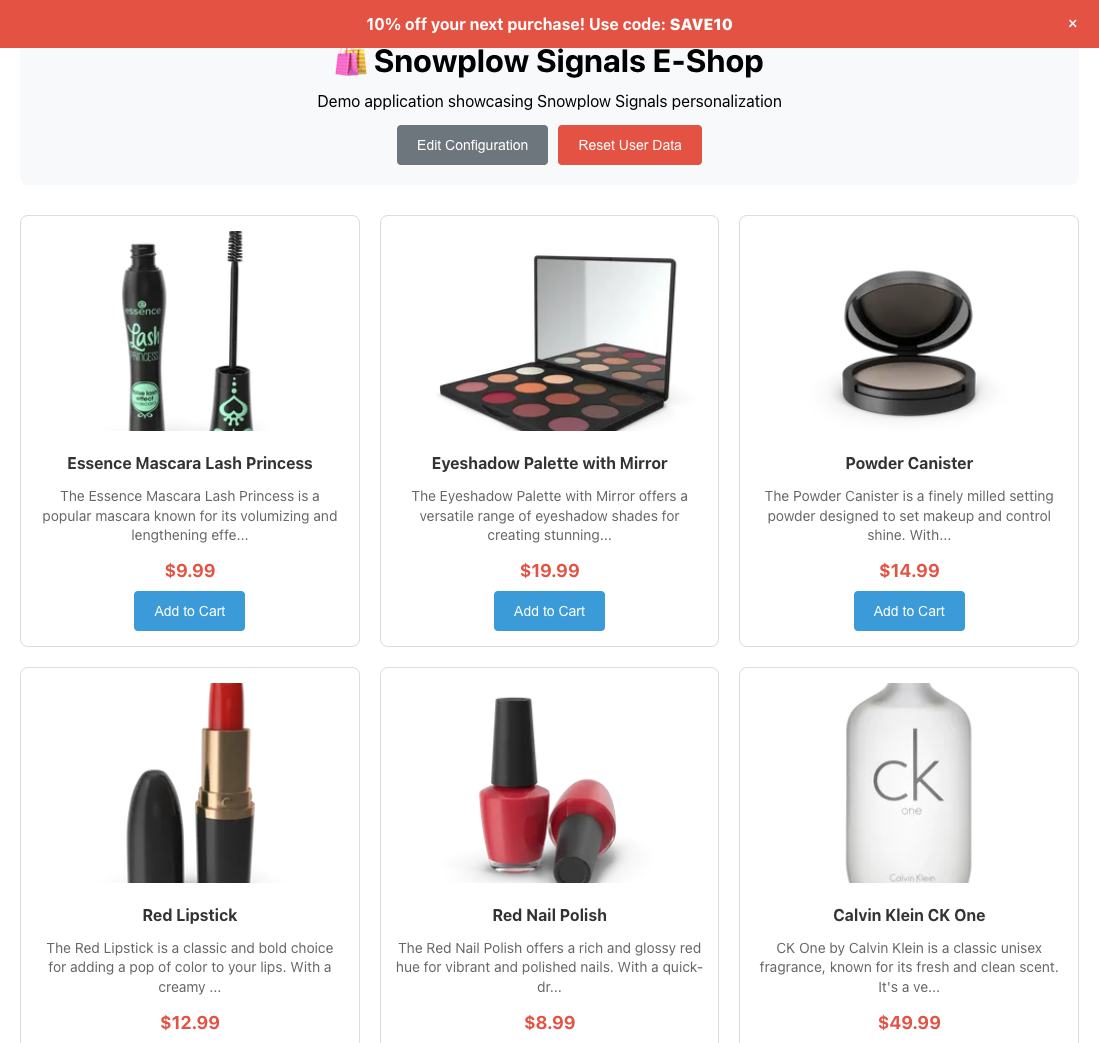 10% off your next purchase! Use code: SAVE10
×
🛍️ Snowplow Signals E-Shop
Demo application showcasing Snowplow Signals personalization
Edit Configuration
Reset User Data
essence
Lash
PRINCESS
Essence Mascara Lash Princess
The Essence Mascara Lash Princess is a
popular mascara known for its volumizing and
lengthening effe...
$9.99
Add to Cart
Eyeshadow Palette with Mirror
The Eyeshadow Palette with Mirror offers a
versatile range of eyeshadow shades for
creating stunning...
$19.99
Add to Cart
Powder Canister
The Powder Canister is a finely milled setting
powder designed to set makeup and control
shine. With...
$14.99
Add to Cart
Red Lipstick
The Red Lipstick is a classic and bold choice
for adding a pop of color to your lips. With a
creamy ...
$12.99
Red Nail Polish
The Red Nail Polish offers a rich and glossy red
hue for vibrant and polished nails. With a quick-
dr...
$8.99
ck
one
Calvin Klein
Calvin Klein CK One
CK One by Calvin Klein is a classic unisex
fragrance, known for its fresh and clean scent.
It's a ve...
$49.99